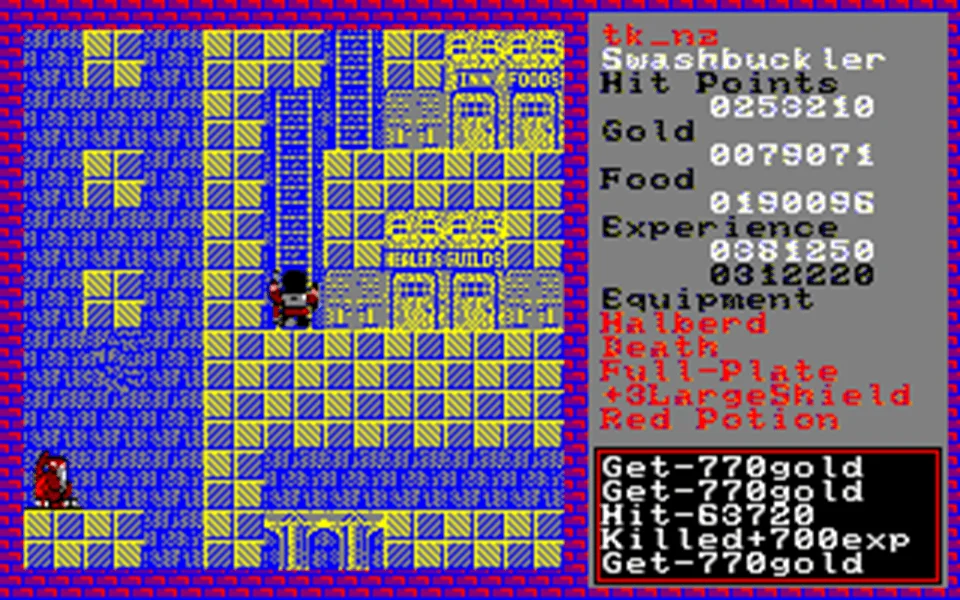 INNS FOODS
HEALERS GUILDS
tk_nz
Swashbuckler
Hit Points
0253210
Gold
0079071
Food
0190096
Experience
0381250
0312220
Equipment
Halberd
Death
Full-Plate
+3LargeShield
Red Potion
Get-770gold
Get-770gold
Hit-63720
Killed+700exp
Get-770gold